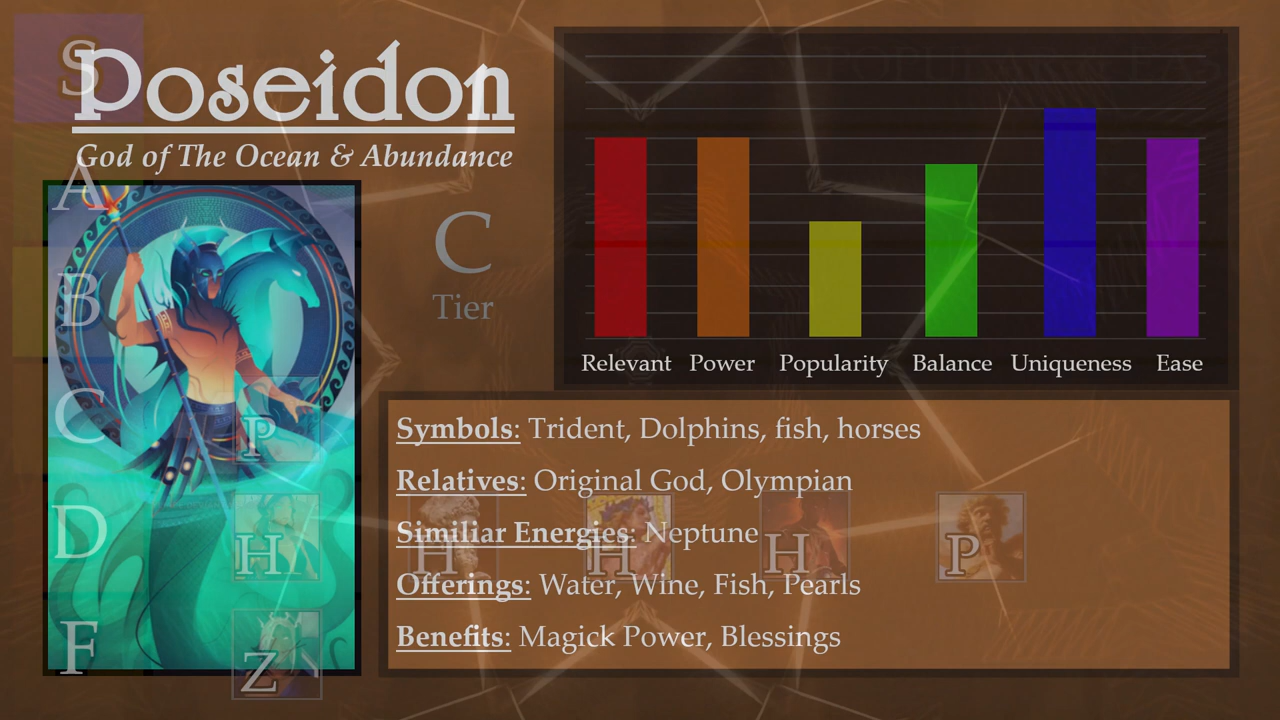 Poseidon
God of The Ocean & Abundance
S
A
B
C
D
F
C
Tier
Relevant Power Popularity Balance Uniqueness Ease
Symbols: Trident, Dolphins, fish, horses
Relatives: Original God, Olympian
Similiar Energies: Neptune
Offerings: Water, Wine, Fish, Pearls
Benefits: Magick Power, Blessings
P
H H H H P
Z